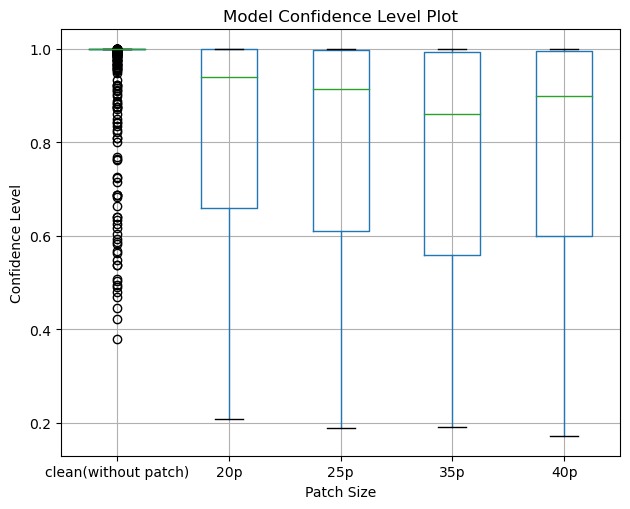 Model Confidence Level Plot
Confidence Level
1.0
0.8
0.6
0.4
0.2
clean(without patch) 20p 25p 35p 40p
Patch Size